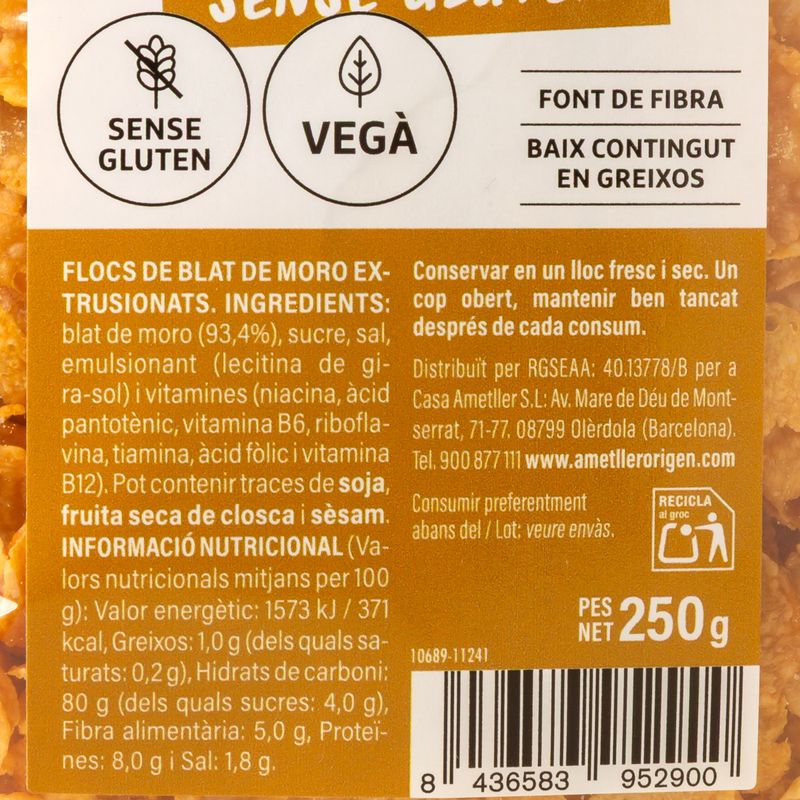 SENSE GLUTEN
SENSE
GLUTEN
VEGÀ
FONT DE FIBRA
BAIX CONTINGUT
EN GREIXOS
FLOCS DE BLAT DE MORO EX-
TRUSIONATS. INGREDIENTS:
blat de moro (93,4%), sucre, sal,
emulsionant (lecitina de gi-
ra-sol) i vitamines (niacina, àcid
pantotènic, vitamina B6, ribofla-
vina, tiamina, àcid fòlic i vitamina
B12). Pot contenir traces de soja,
fruita seca de closca i sèsam.
INFORMACIÓ NUTRICIONAL (Va-
lors nutricionals mitjans per 100
g): Valor energètic: 1573 kJ / 371
kcal, Greixos: 1,0 g (dels quals sa-
turats: 0,2 g), Hidrats de carboni:
80 g (dels quals sucres: 4,0 g),
Fibra alimentària: 5,0 g, Proteï-
nes: 8,0 g i Sal: 1,8 g.
Conservar en un lloc fresc i sec. Un
cop obert, mantenir ben tancat
després de cada consum.
Distribuït per RGSEAA: 40.13778/B per a
Casa Ametller S.L: Av. Mare de Déu de Mont-
serrat, 71-77. 08799 Olèrdola (Barcelona).
Tel. 900 877 111 www.ametllerorigen.com
Consumir preferentment
abans del / Lot: veure envàs.
RECICLA
al groc
PES
NET 250g
10689-11241
8 436583 952900